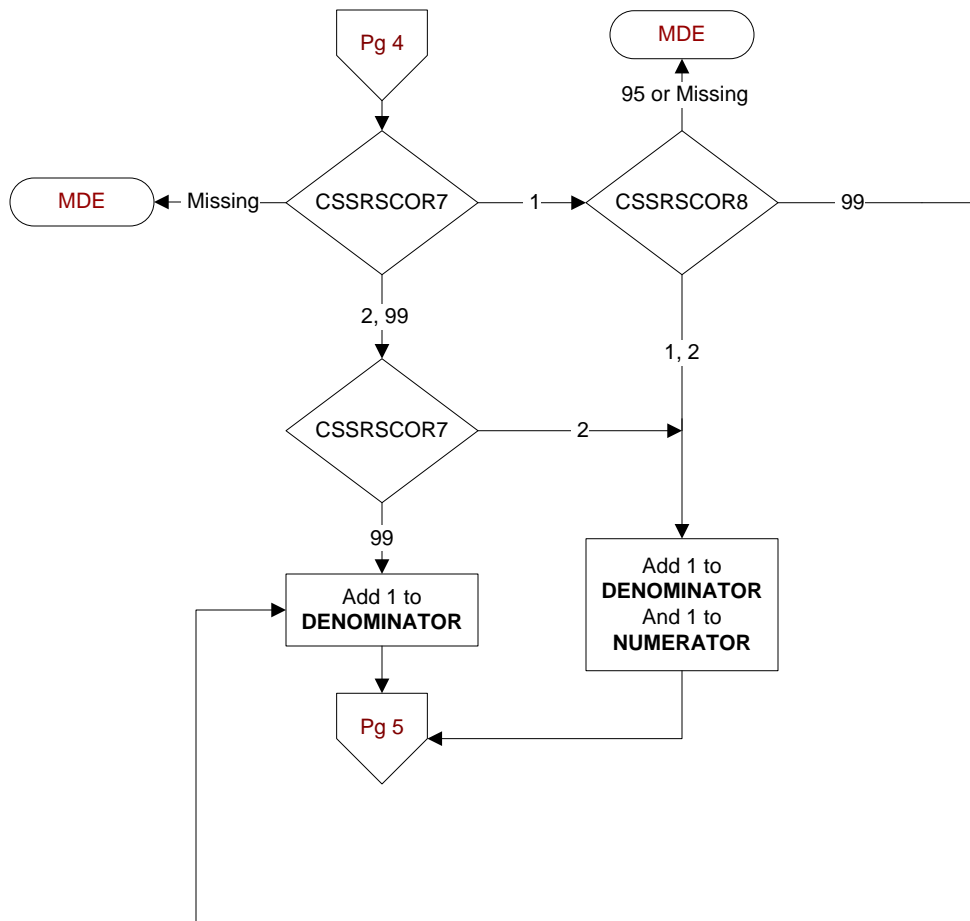 Pg 4
MDE
95 or Missing
MDE
Missing
CSSRSCOR7
1
CSSRSCOR8
99
2, 99
1, 2
CSSRSCOR7
2
99
Add 1 to
DENOMINATOR
Add 1 to
DENOMINATOR
And 1 to
NUMERATOR
Pg 5